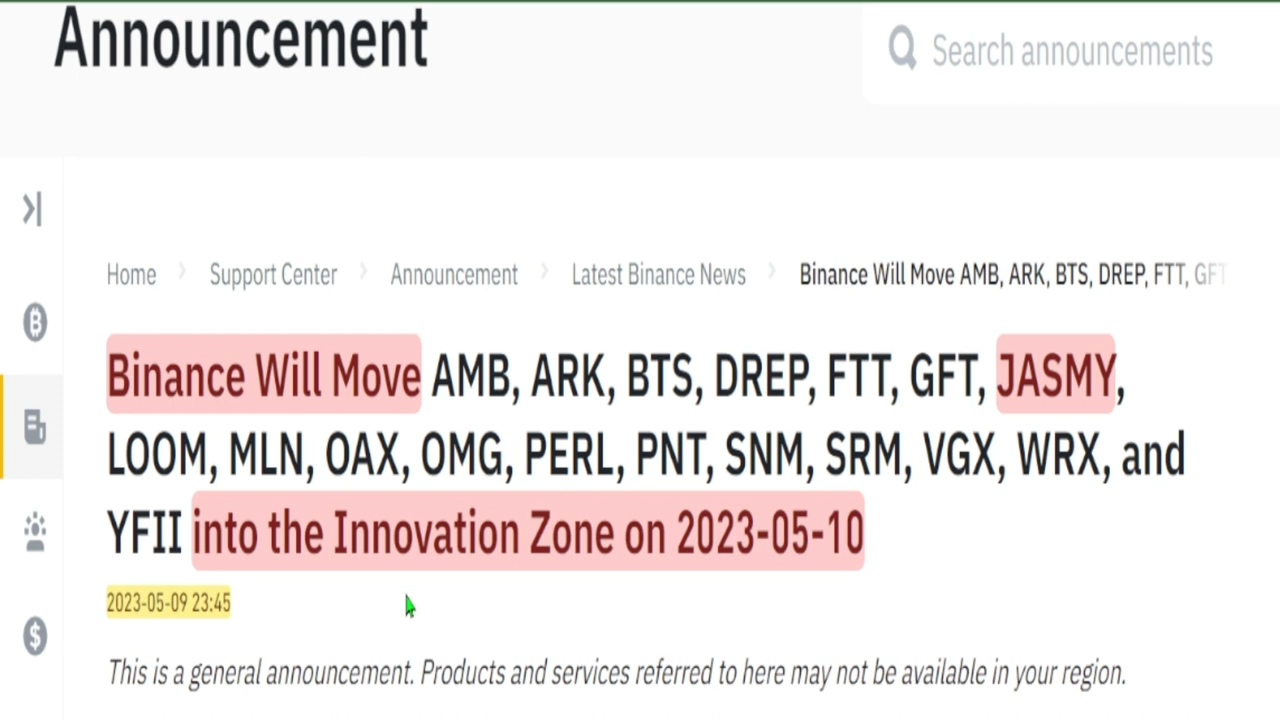 Announcement
Search announcements
Home
Support Center
Announcement
Latest Binance News
Binance Will Move AMB, ARK, BTS, DREP, FTT, GFT
Binance Will Move AMB, ARK, BTS, DREP, FTT, GFT, JASMY,
LOOM, MLN, OAX, OMG, PERL, PNT, SNM, SRM, VGX, WRX, and
YFII into the Innovation Zone on 2023-05-10
2023-05-09 23:45
This is a general announcement. Products and services referred to here may not be available in your region.